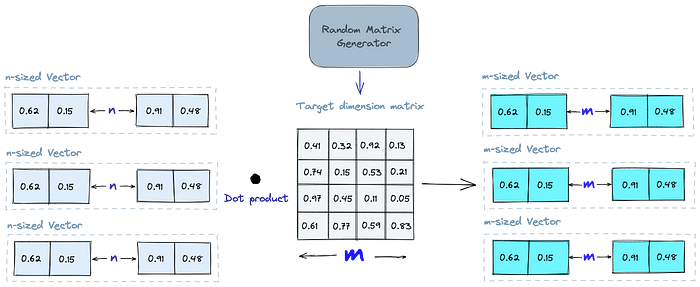 Random Matrix
Generator
n-sized Vector
0.62 0.15 n 0.91 0.48
n-sized Vector
0.62 0.15 n 0.91 0.48
n-sized Vector
0.62 0.15 n 0.91 0.48
Dot product
Target dimension matrix
0.41 0.32 0.92 0.13
0.74 0.15 0.53 0.21
0.97 0.45 0.11 0.05
0.61 0.77 0.59 0.83
m
m-sized Vector
0.62 0.15 m 0.91 0.48
m-sized Vector
0.62 0.15 m 0.91 0.48
m-sized Vector
0.62 0.15 m 0.91 0.48